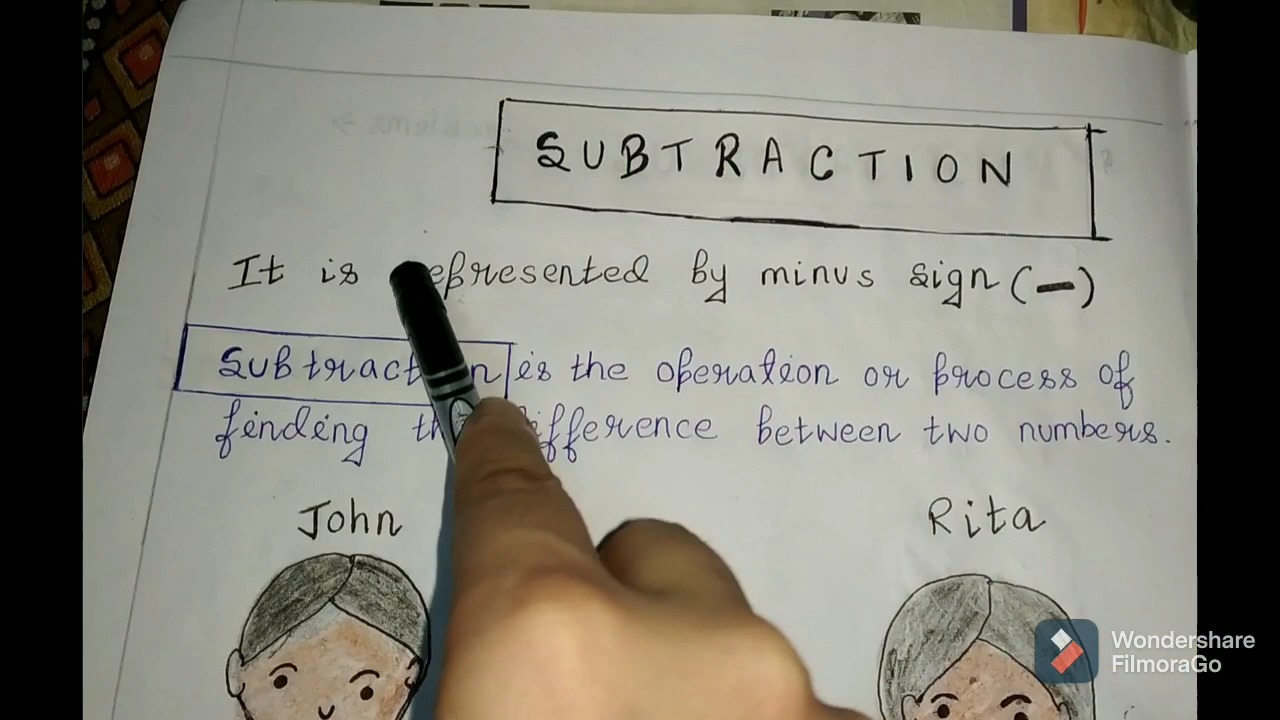 SUBTRACTION
It is represented by minus sign (-)
Subtraction is the operation or process of
finding the difference between two numbers.
John
Rita
Wondershare
FilmoraGo